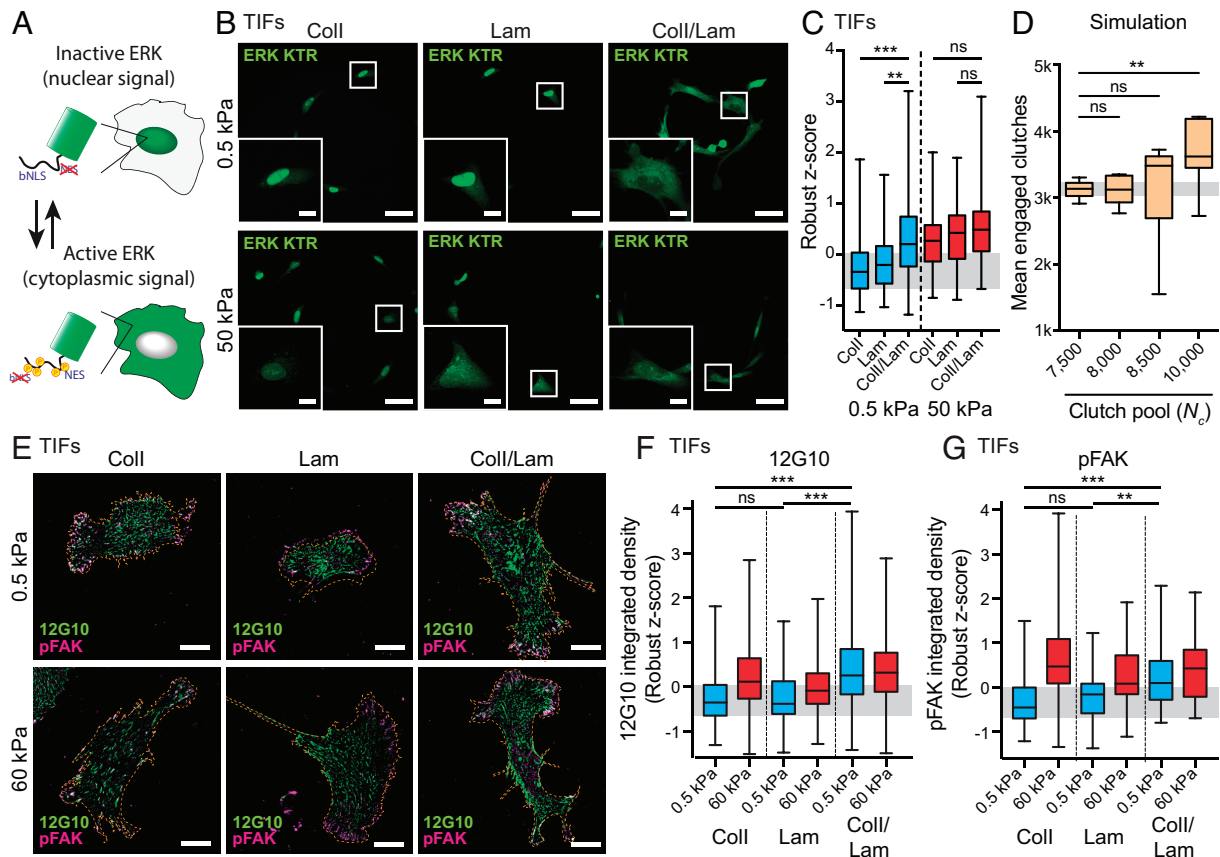 A
Inactive ERK
(nuclear signal)
bNLS
NES
Active ERK
(cytoplasmic signal)
P
P
P
P
bNLS
NES
B TIFs
Coll
Lam
Coll/Lam
0.5 kPa
ERK KTR
ERK KTR
ERK KTR
50 kPa
ERK KTR
ERK KTR
ERK KTR
C TIFs
Robust z-score
4
3
2
1
0
-1
***
**
ns
ns
Coll
Lam
Coll/Lam
Coll
Lam
Coll/Lam
0.5 kPa
50 kPa
D Simulation
Mean engaged clutches
5k
4k
3k
2k
1k
**
ns
ns
7,500
8,000
8,500
10,000
Clutch pool (Nc)
E TIFs
Coll
Lam
Coll/Lam
0.5 kPa
12G10
pFAK
12G10
pFAK
12G10
pFAK
60 kPa
12G10
pFAK
12G10
pFAK
12G10
pFAK
F TIFs
12G10
12G10 integrated density
(Robust z-score)
4
3
2
1
0
-1
***
ns
***
0.5 kPa
60 kPa
0.5 kPa
60 kPa
0.5 kPa
60 kPa
Coll
Lam
Coll/
Lam
G TIFs
pFAK
pFAK integrated density
(Robust z-score)
4
3
2
1
0
-1
***
ns
**
0.5 kPa
60 kPa
0.5 kPa
60 kPa
0.5 kPa
60 kPa
Coll
Lam
Coll/
Lam